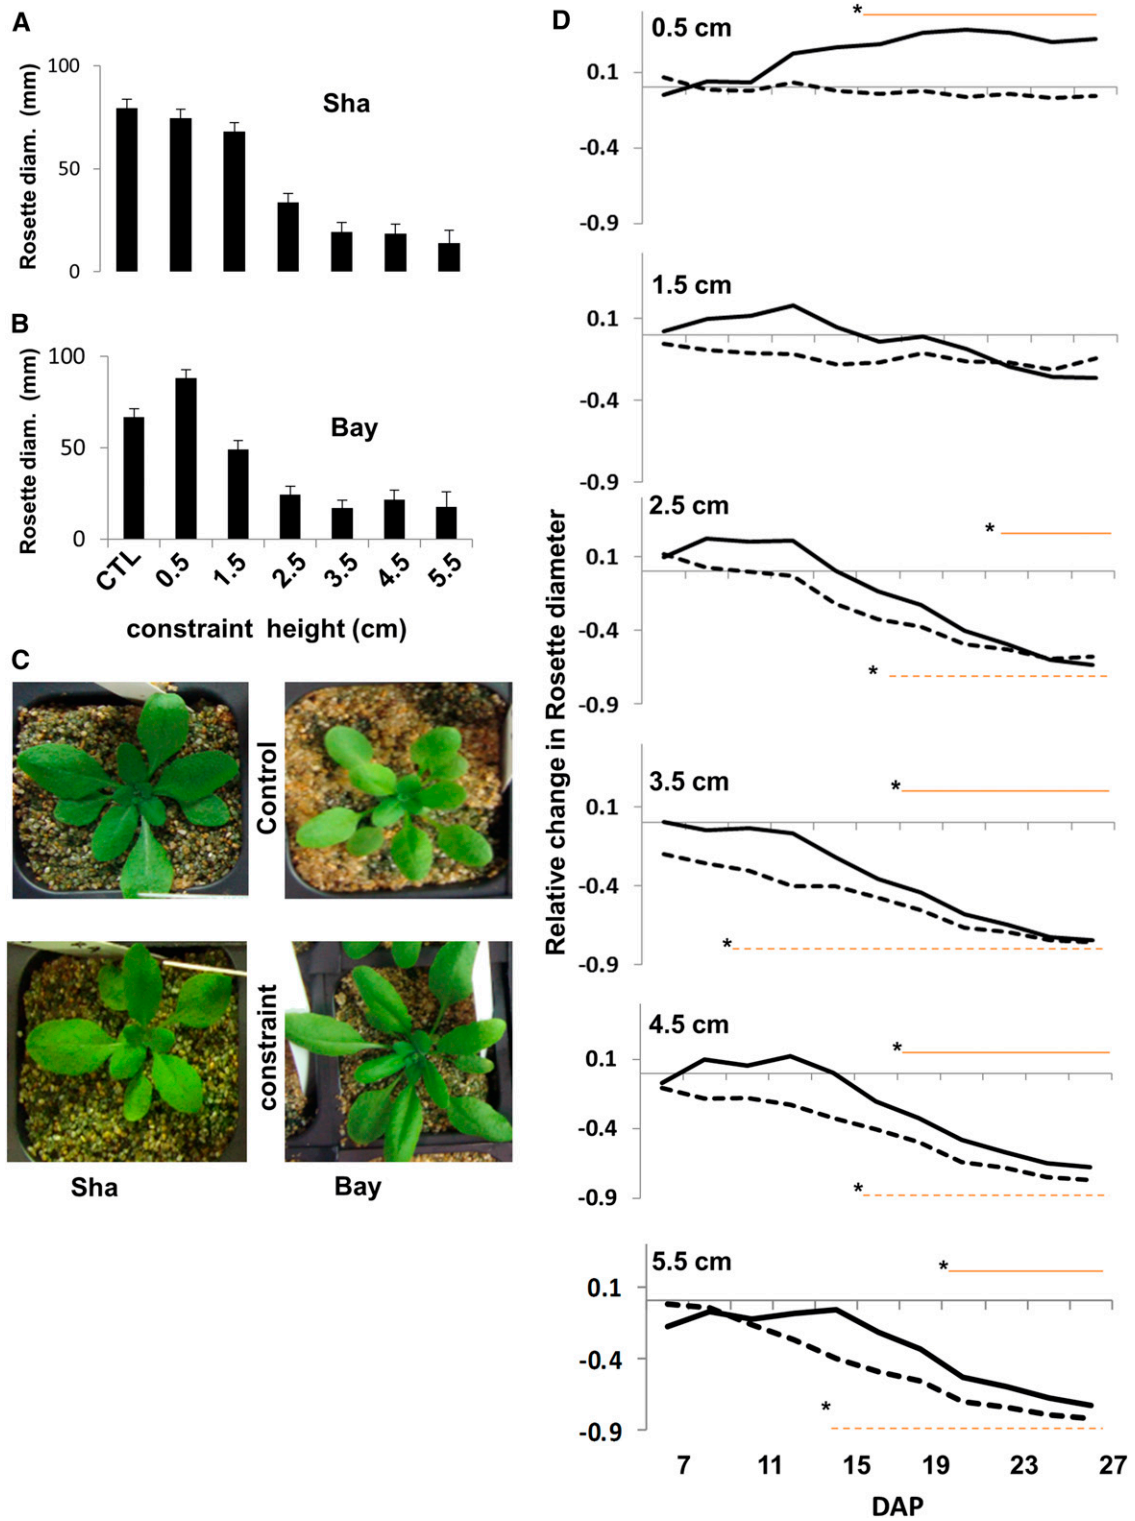 A
Rosette diam. (mm)
100
50
0
Sha
B
Rosette diam. (mm)
100
50
0
Bay
CTL 0.5 1.5 2.5 3.5 4.5 5.5
constraint height (cm)
C
Control
constraint
Sha Bay
D
Relative change in Rosette diameter
0.5 cm
*
0.1
-0.4
-0.9
1.5 cm
0.1
-0.4
-0.9
2.5 cm
*
0.1
-0.4
*
-0.9
3.5 cm
*
0.1
-0.4
*
-0.9
4.5 cm
*
0.1
-0.4
*
-0.9
5.5 cm
*
0.1
-0.4
*
-0.9
7 11 15 19 23 27
DAP